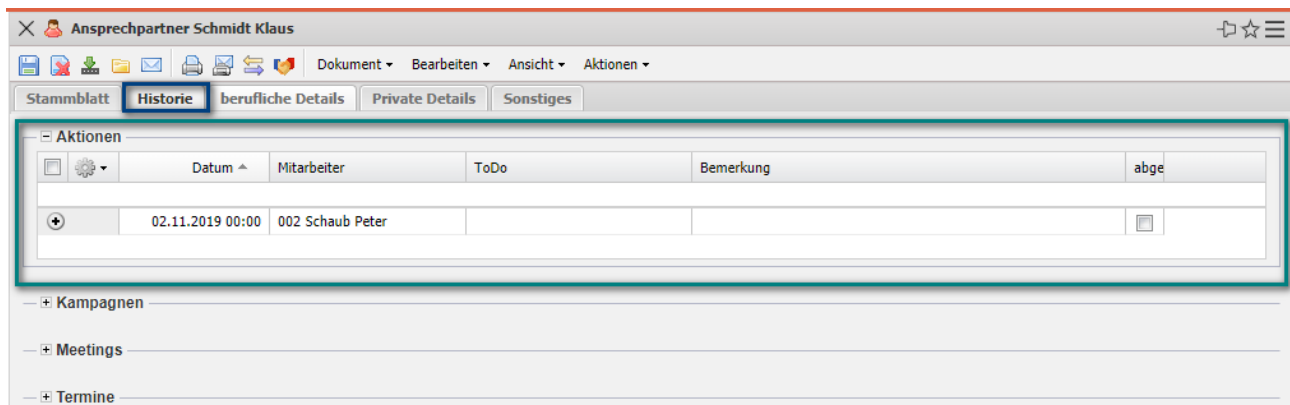 Ansprechpartner Schmidt Klaus
Dokument Bearbeiten Ansicht Aktionen
Stammblatt Historie berufliche Details Private Details Sonstiges
Aktionen
Datum Mitarbeiter ToDo Bemerkung abge
02.11.2019 00:00 002 Schaub Peter
Kampagnen
Meetings
Termine